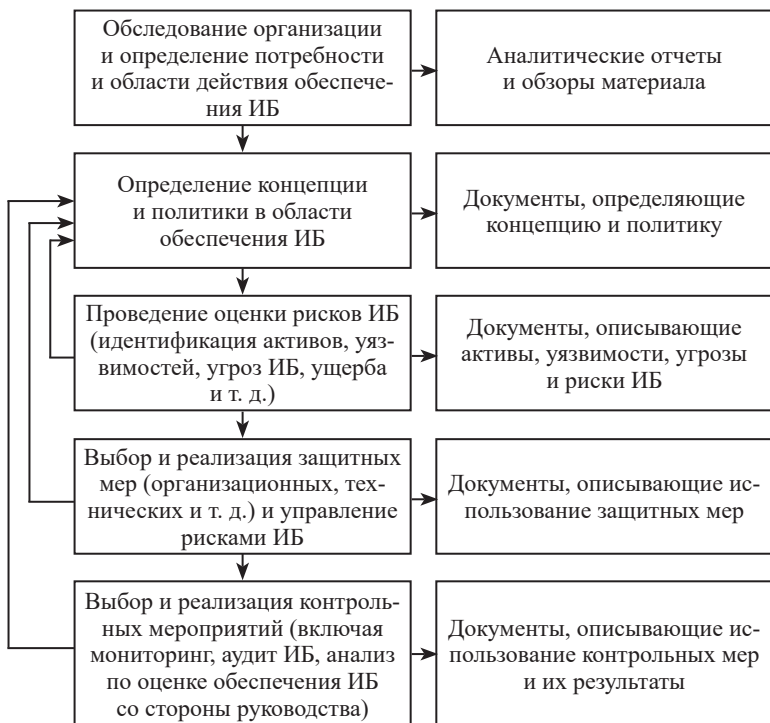 Обследование организации
и определение потребности
и области действия обеспече-
ния ИБ
Аналитические отчеты
и обзоры материала
Определение концепции
и политики в области
обеспечения ИБ
Документы, определяющие
концепцию и политику
Проведение оценки рисков ИБ
(идентификация активов, уяз-
вимостей, угроз ИБ, ущерба
и т. д.)
Документы, описывающие
активы, уязвимости, угрозы
и риски ИБ
Выбор и реализация защитных
мер (организационных, тех-
нических и т. д.) и управление
рисками ИБ
Документы, описывающие ис-
пользование защитных мер
Выбор и реализация контроль-
ных мероприятий (включая
мониторинг, аудит ИБ, анализ
по оценке обеспечения ИБ
со стороны руководства)
Документы, описывающие ис-
пользование контрольных мер
и их результаты